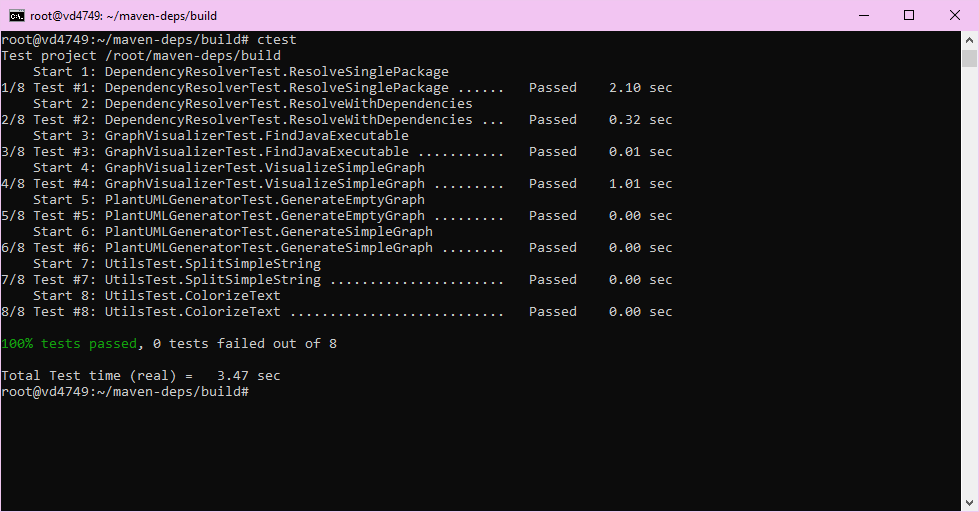 root@vd4749: ~/maven-deps/build
root@vd4749:~/maven-deps/build# ctest
Test project /root/maven-deps/build
    Start 1: DependencyResolverTest.ResolveSinglePackage
1/8 Test #1: DependencyResolverTest.ResolveSinglePackage ......   Passed    2.10 sec
    Start 2: DependencyResolverTest.ResolveWithDependencies
2/8 Test #2: DependencyResolverTest.ResolveWithDependencies ...   Passed    0.32 sec
    Start 3: GraphVisualizerTest.FindJavaExecutable
3/8 Test #3: GraphVisualizerTest.FindJavaExecutable ...........   Passed    0.01 sec
    Start 4: GraphVisualizerTest.VisualizeSimpleGraph
4/8 Test #4: GraphVisualizerTest.VisualizeSimpleGraph .........   Passed    1.01 sec
    Start 5: PlantUMLGeneratorTest.GenerateEmptyGraph
5/8 Test #5: PlantUMLGeneratorTest.GenerateEmptyGraph .........   Passed    0.00 sec
    Start 6: PlantUMLGeneratorTest.GenerateSimpleGraph
6/8 Test #6: PlantUMLGeneratorTest.GenerateSimpleGraph ........   Passed    0.00 sec
    Start 7: UtilsTest.SplitSimpleString
7/8 Test #7: UtilsTest.SplitSimpleString ......................   Passed    0.00 sec
    Start 8: UtilsTest.ColorizeText
8/8 Test #8: UtilsTest.ColorizeText ...........................   Passed    0.00 sec

100% tests passed, 0 tests failed out of 8

Total Test time (real) =   3.47 sec
root@vd4749:~/maven-deps/build#